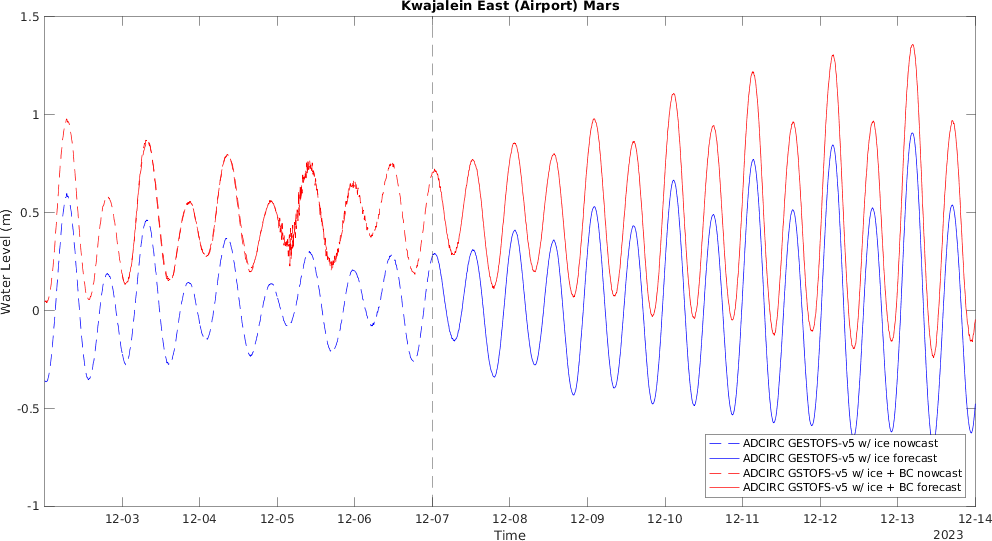 Kwajalein East (Airport) Mars
1.5
1
0.5
0
-0.5
-1
Water Level (m)
ADCIRC GESTOFS-v5 w/ ice nowcast
ADCIRC GESTOFS-v5 w/ ice forecast
ADCIRC GSTOFS-v5 w/ ice + BC nowcast
ADCIRC GSTOFS-v5 w/ ice + BC forecast
12-03 12-04 12-05 12-06 12-07 12-08 12-09 12-10 12-11 12-12 12-13 12-14
Time
2023